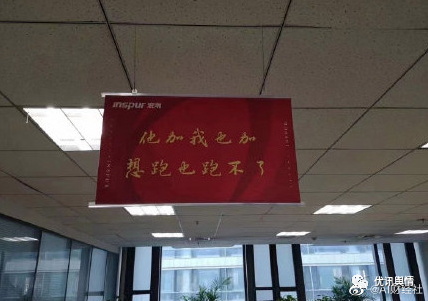 inspur 浪潮
他加我也加
想跑也跑不了
优讯舆情
@AI财经社